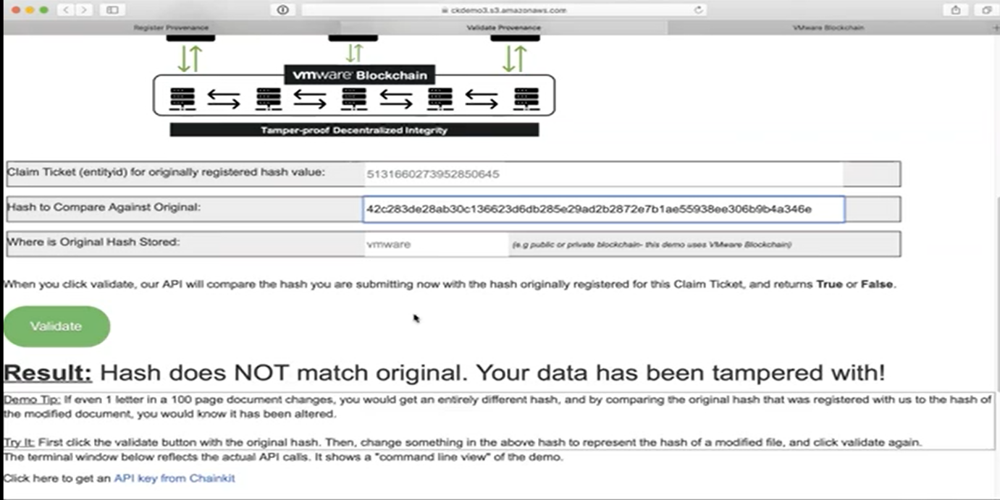 ckdemo3.s3.amazonaws.com
Register Provenance
Validate Provenance
VMware Blockchain
vmware Blockchain
Tamper-proof Decentralized Integrity
Claim Ticket (entityid) for originally registered hash value:
5131660273952850645
Hash to Compare Against Original:
42c283de28ab30c136623d6db285e29ad2b2872e7b1ae55938ee306b9b4a346e
Where is Original Hash Stored:
vmware
(e.g public or private blockchain- this demo uses VMware Blockchain)
When you click validate, our API will compare the hash you are submitting now with the hash originally registered for this Claim Ticket, and returns True or False.
Validate
Result: Hash does NOT match original. Your data has been tampered with!
Demo Tip: If even 1 letter in a 100 page document changes, you would get an entirely different hash, and by comparing the original hash that was registered with us to the hash of
the modified document, you would know it has been altered.
Try It: First click the validate button with the original hash. Then, change something in the above hash to represent the hash of a modified file, and click validate again.
The terminal window below reflects the actual API calls. It shows a "command line view" of the demo.
Click here to get an API key from Chainkit